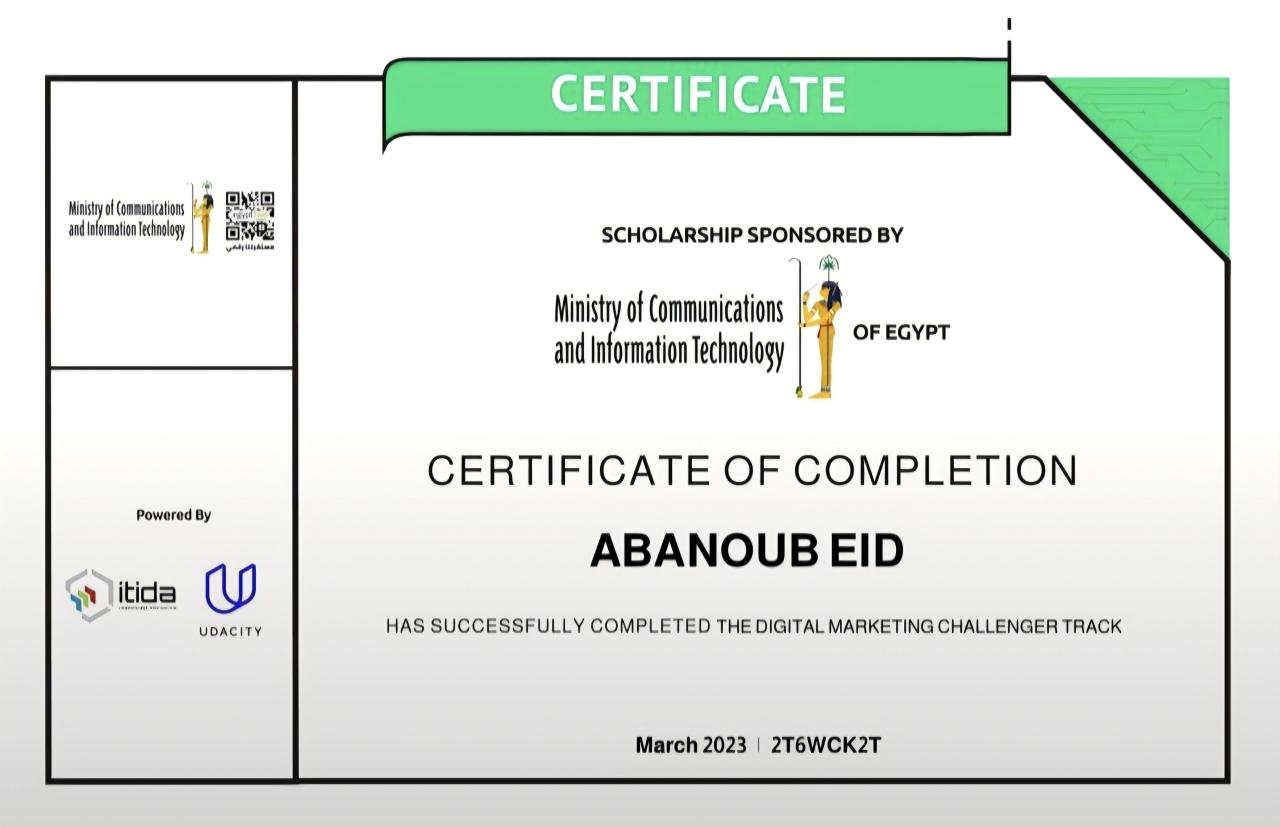 CERTIFICATE
Ministry of Communications
and Information Technology
مستقبلنا رقمي
SCHOLARSHIP SPONSORED BY
Ministry of Communications
and Information Technology
OF EGYPT
CERTIFICATE OF COMPLETION
ABANOUB EID
HAS SUCCESSFULLY COMPLETED THE DIGITAL MARKETING CHALLENGER TRACK
March 2023 | 2T6WCK2T
Powered By
itida
UDACITY